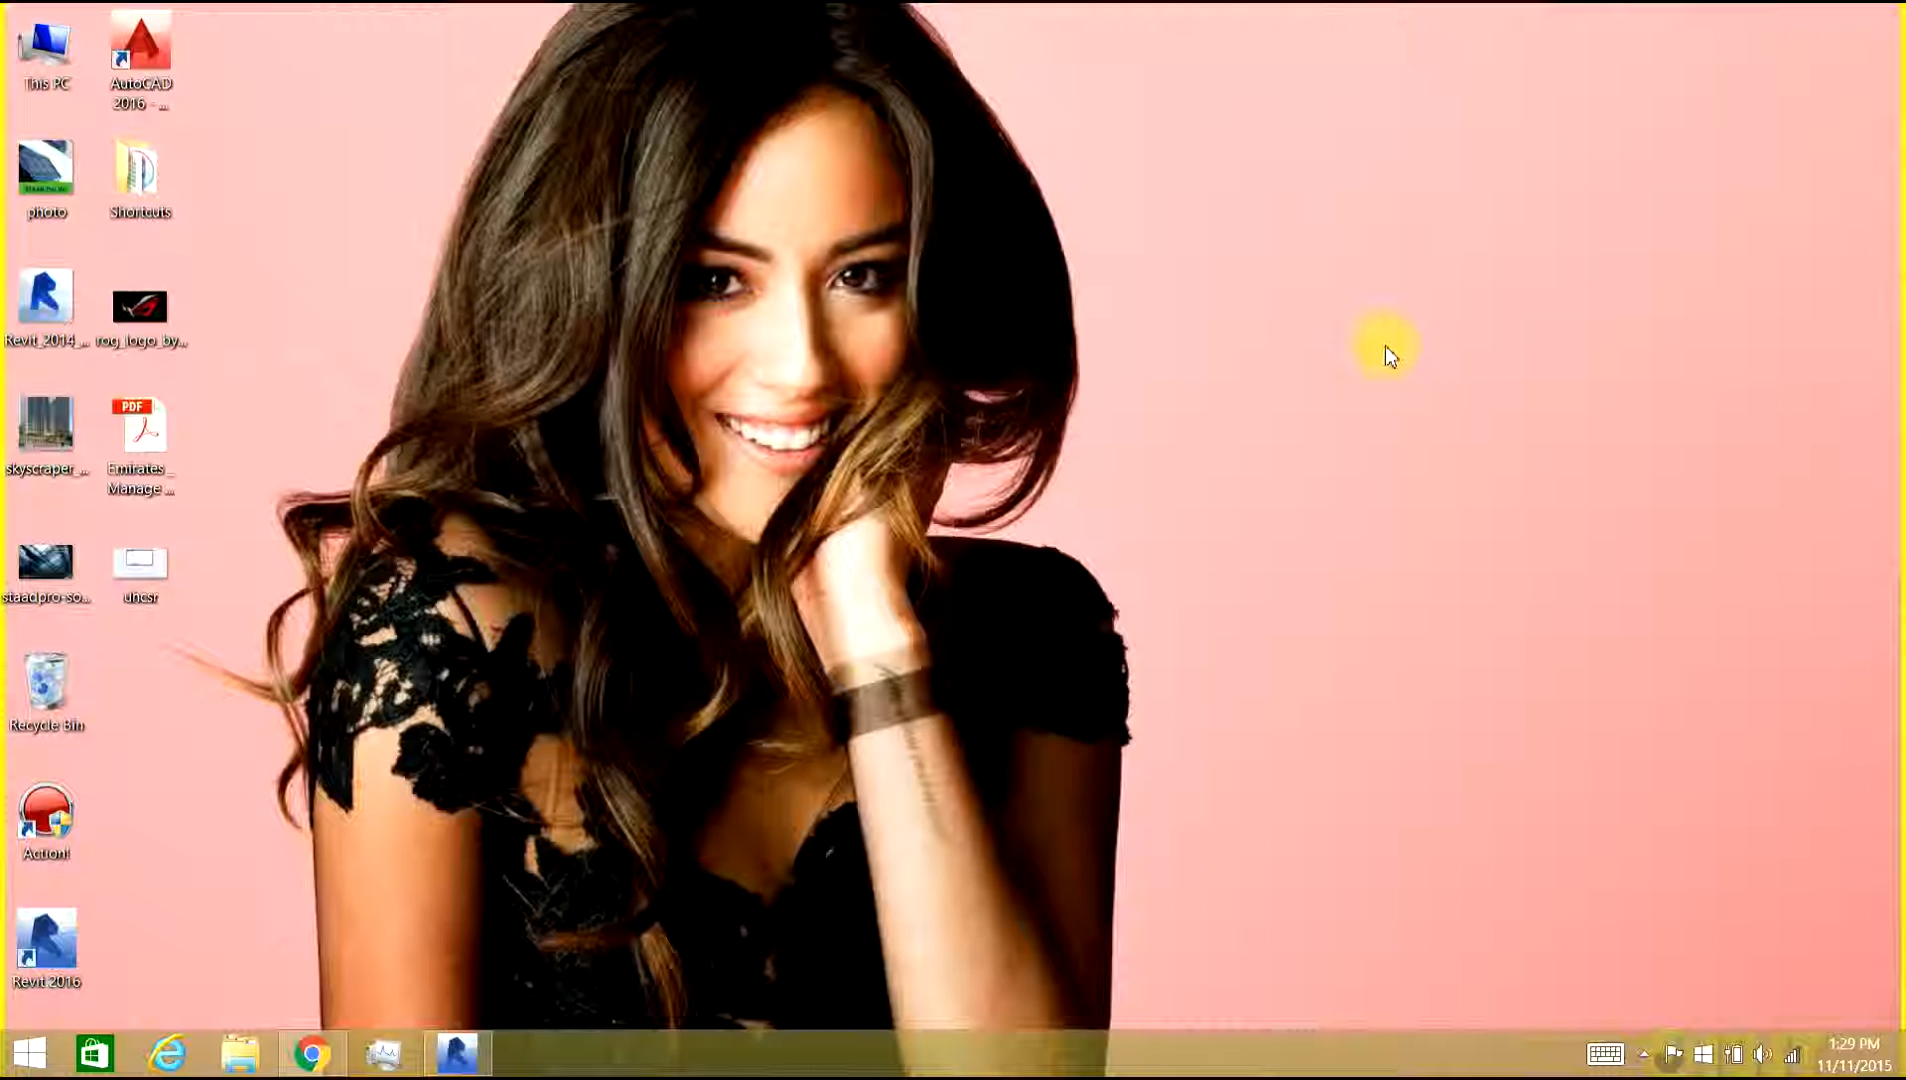 This PC
AutoCAD
2016 - ...
photo
Shortcuts
Revit_2014_...
rog_logo_by...
skyscraper_...
PDF
Emirates_
Manage ...
staadpro-so...
uhcsr
Recycle Bin
Action!
Revit 2016
1:29 PM
11/11/2015